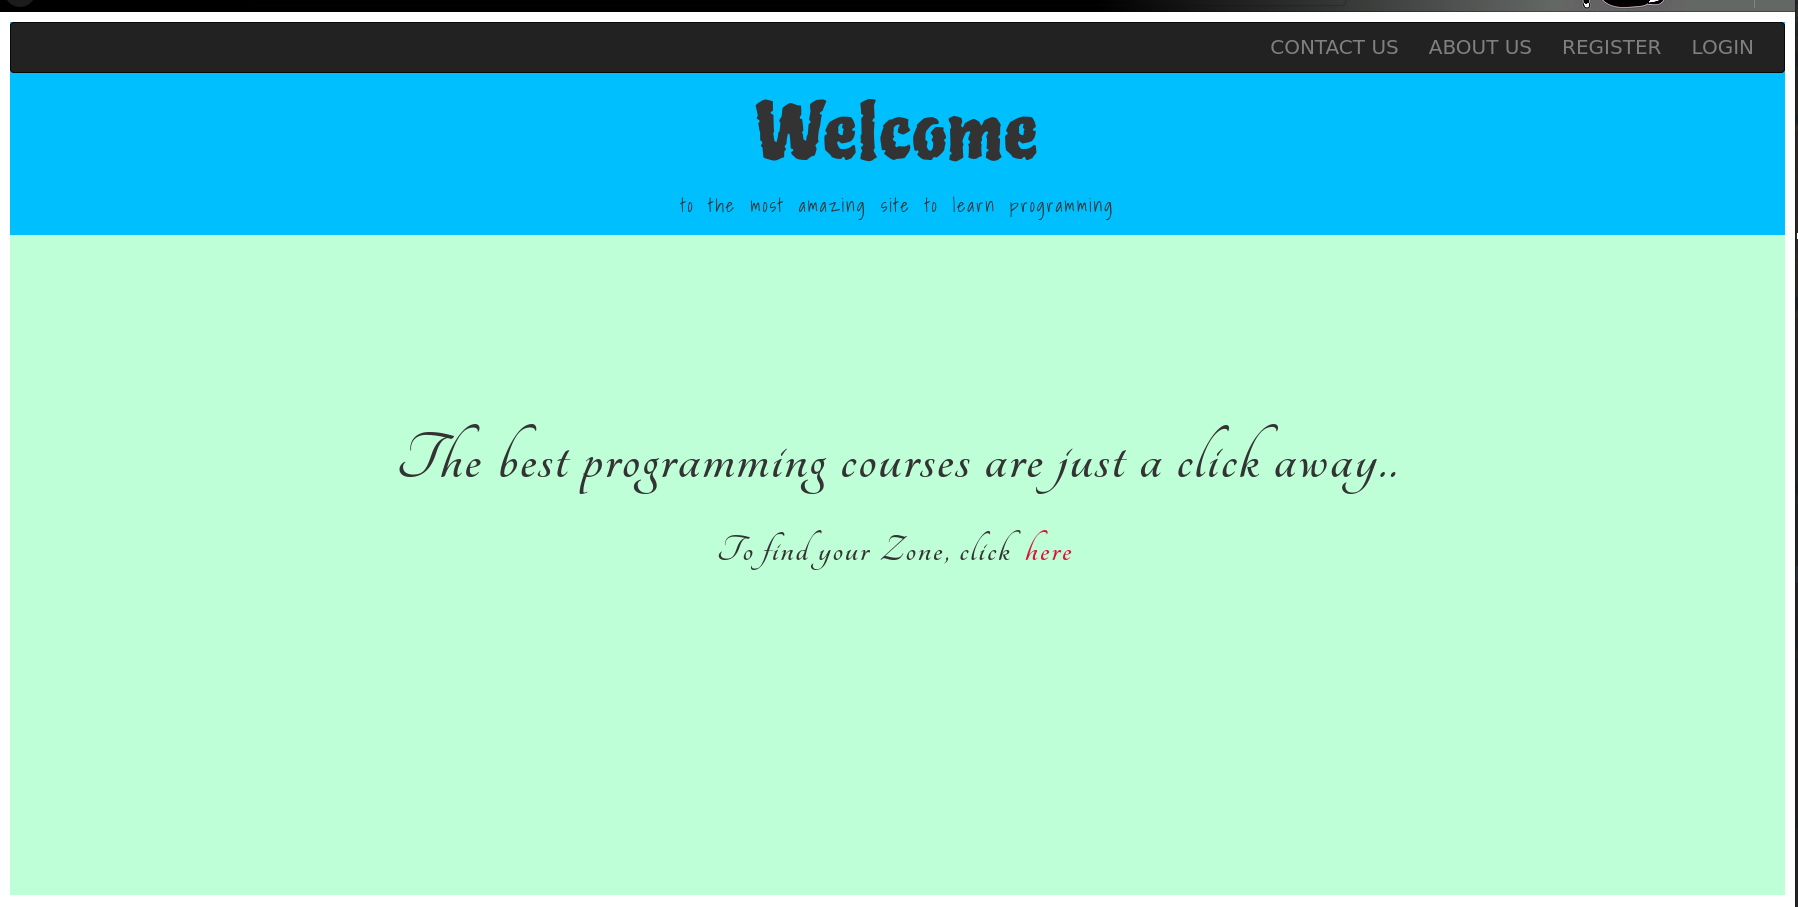 CONTACT US ABOUT US REGISTER LOGIN
Welcome
to the most amazing site to learn programming
The best programming courses are just a click away..
To find your Zone, click here